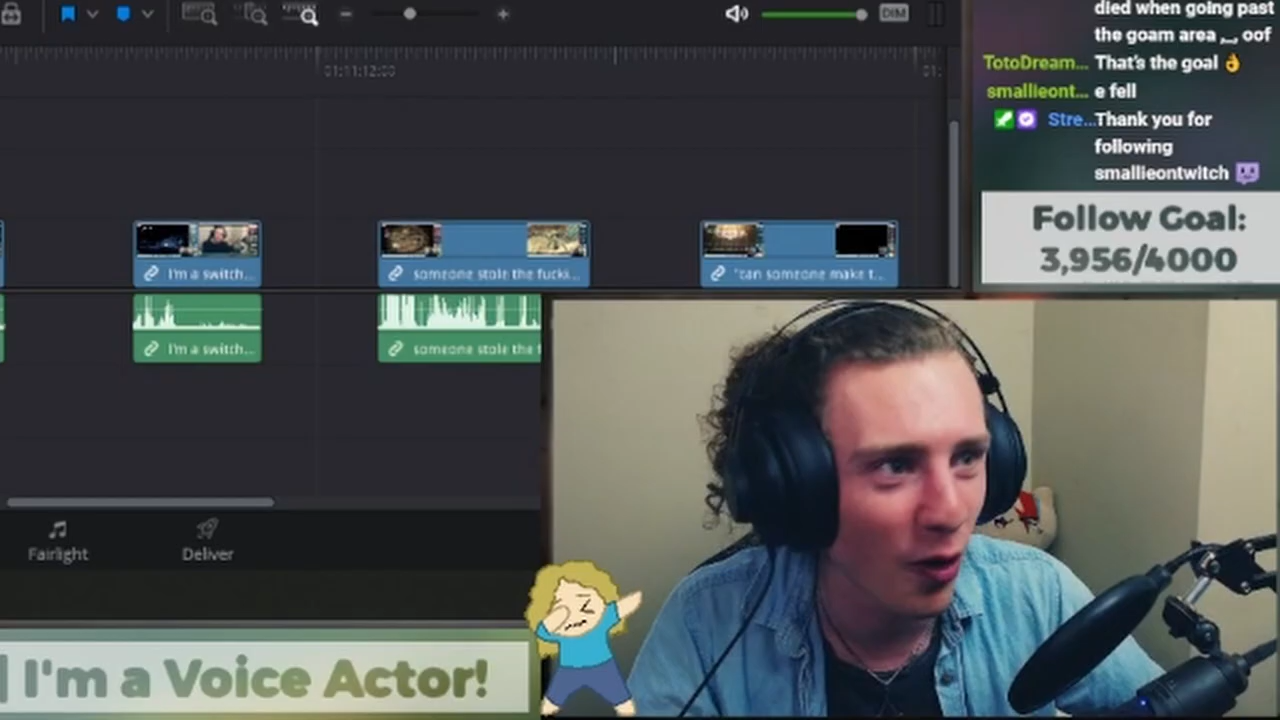 DIM
01:11:12:00
01:
died when going past
the goam area ,_, oof
TotoDream... That's the goal 👌
smallieont... e fell
Stre...Thank you for
following
smallieontwitch
Follow Goal:
3,956/4000
I'm a switch...
someone stole the fucki...
"can someone make t...
I'm a switch...
someone stole the f
Fairlight
Deliver
I'm a Voice Actor!